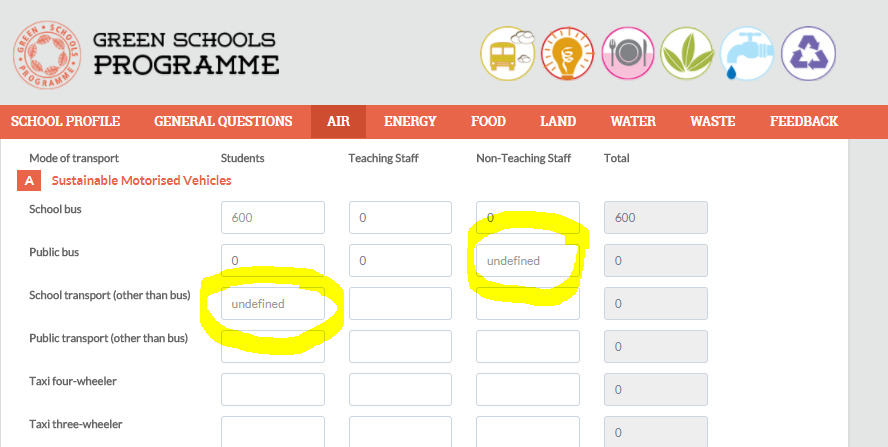 GREEN SCHOOLS
PROGRAMME
GREEN • SCHOOLS • PROGRAMME
SCHOOL PROFILE GENERAL QUESTIONS AIR ENERGY FOOD LAND WATER WASTE FEEDBACK
Mode of transport Students Teaching Staff Non-Teaching Staff Total
A Sustainable Motorised Vehicles
School bus 600 0 0 600
Public bus 0 0 undefined 0
School transport (other than bus) undefined 0
Public transport (other than bus) 0
Taxi four-wheeler 0
Taxi three-wheeler 0